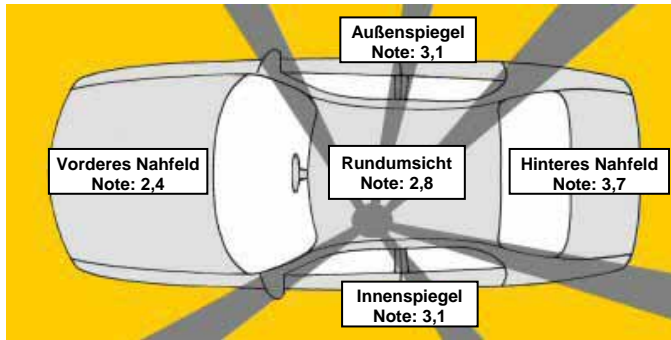 Außenspiegel
Note: 3,1
Vorderes Nahfeld
Note: 2,4
Rundumsicht
Note: 2,8
Hinteres Nahfeld
Note: 3,7
Innenspiegel
Note: 3,1